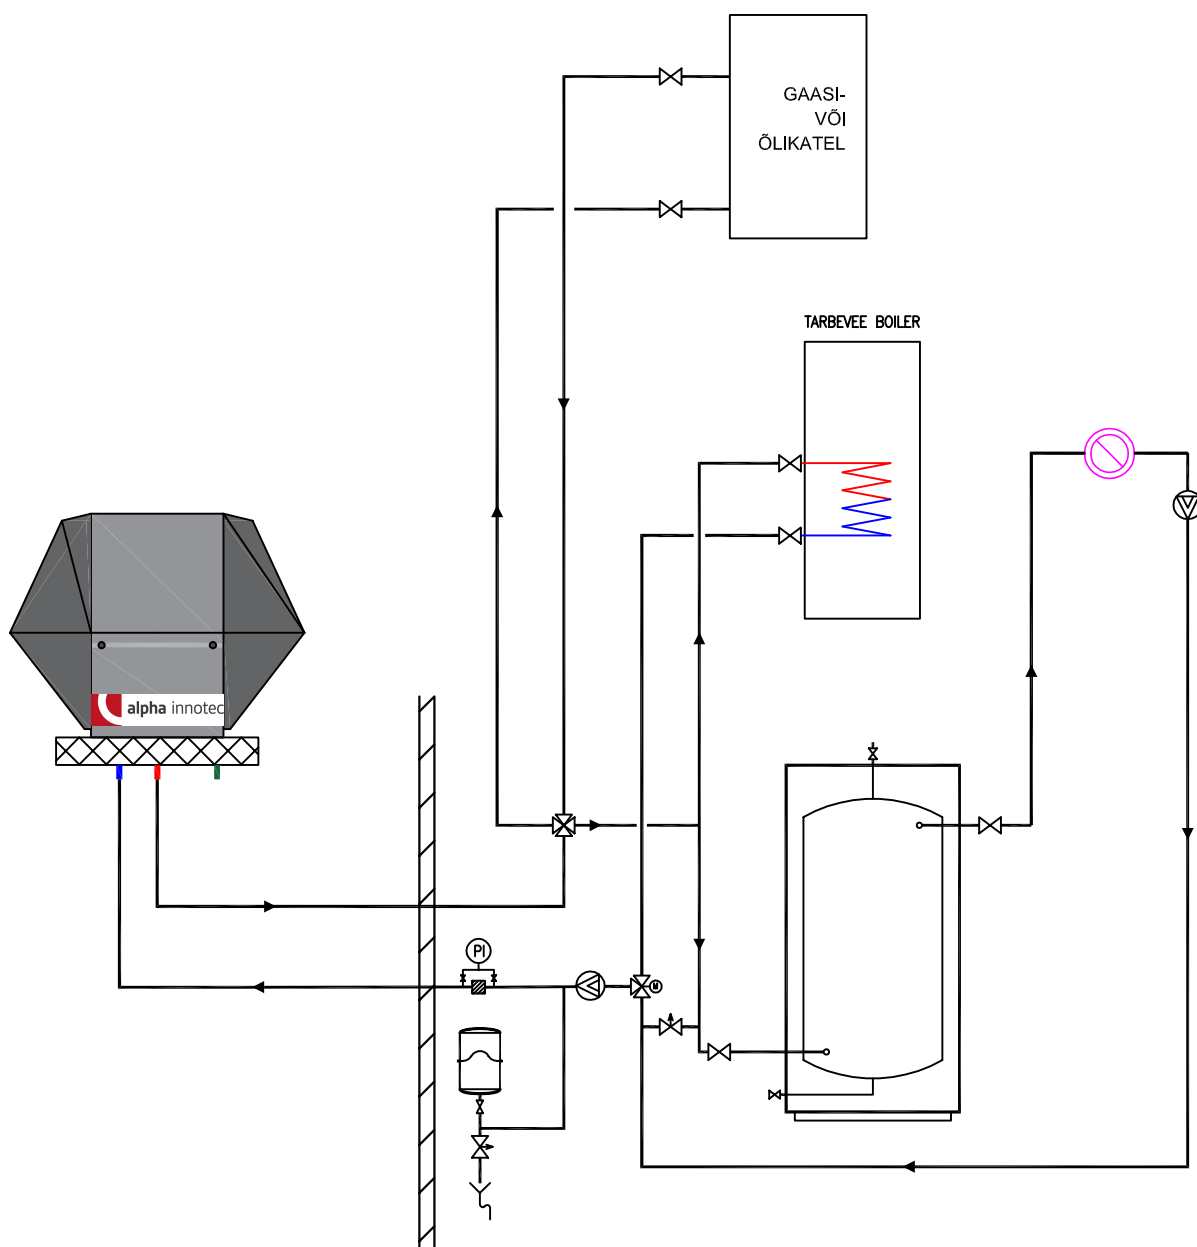 GAASI-
VÕI
ÕLIKATEL
TARBEVEE BOILER
alpha innotec
PI
M